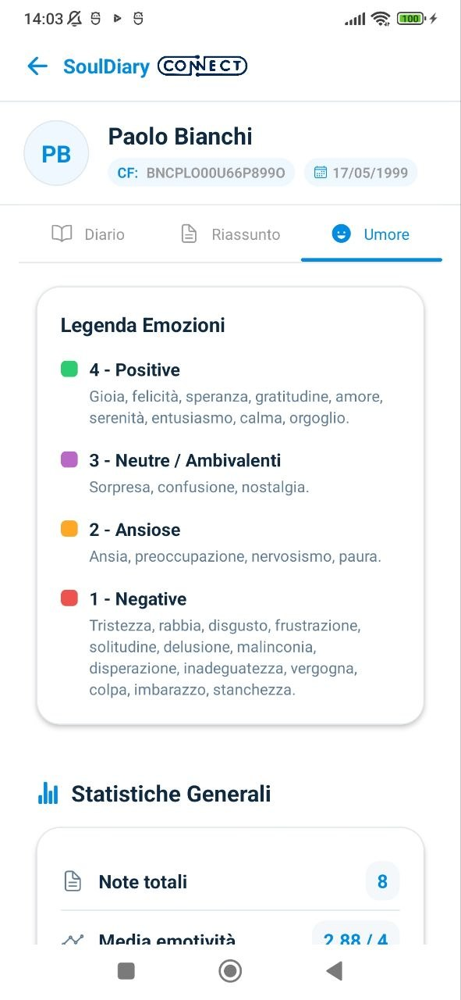 14:03
100
SoulDiary CONNECT
PB
Paolo Bianchi
CF: BNCPLO00U66P899O
17/05/1999
Diario
Riassunto
Umore
Legenda Emozioni
4 - Positive
Gioia, felicità, speranza, gratitudine, amore,
serenità, entusiasmo, calma, orgoglio.
3 - Neutre / Ambivalenti
Sorpresa, confusione, nostalgia.
2 - Ansiose
Ansia, preoccupazione, nervosismo, paura.
1 - Negative
Tristezza, rabbia, disgusto, frustrazione,
solitudine, delusione, malinconia,
disperazione, inadeguatezza, vergogna,
colpa, imbarazzo, stanchezza.
Statistiche Generali
Note totali
8
Media emotività
2.88 / 4